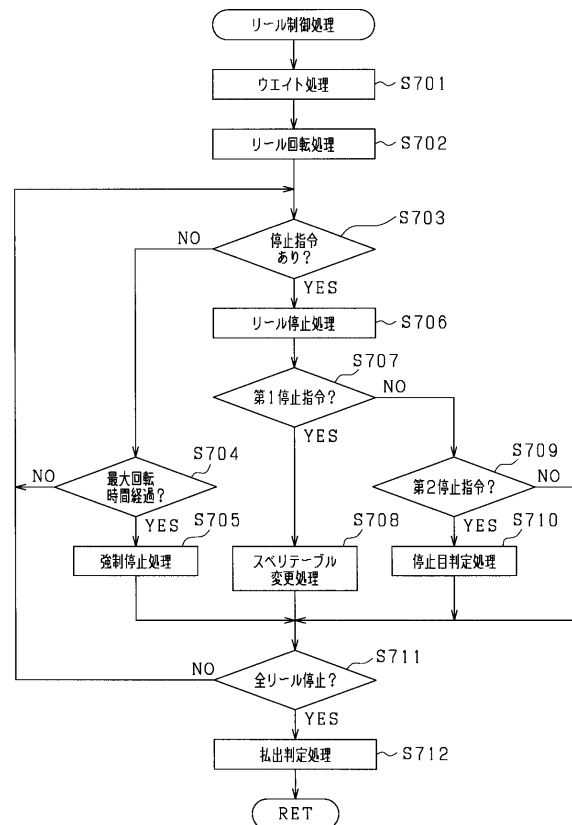 リール制御処理
ウエイト処理
S701
リール回転処理
S702
S703
停止指令
あり?
NO
YES
リール停止処理
S706
S707
第1停止指令?
NO
YES
S704
最大回転
時間経過?
NO
YES
S709
第2停止指令?
NO
YES
S705
強制停止処理
S708
スベリテーブル
変更処理
S710
停止目判定処理
S711
全リール停止?
NO
YES
払出判定処理
S712
RET